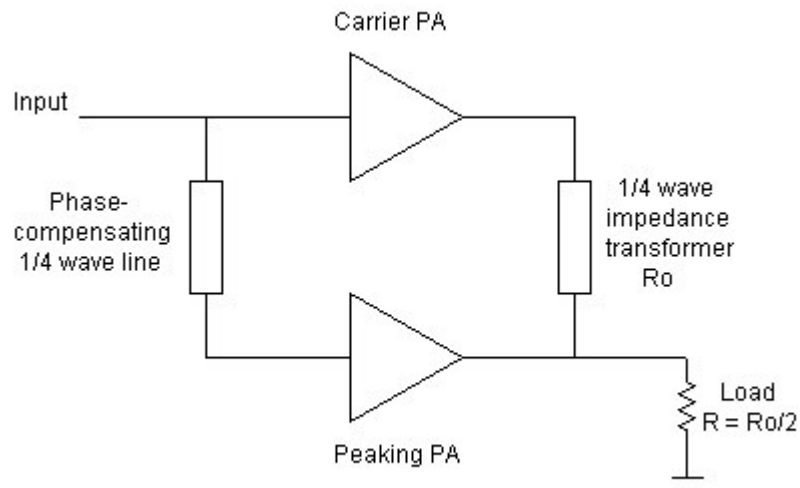 Carrier PA
Input
Phase-
compensating
1/4 wave line
1/4 wave
impedance
transformer
Ro
Load
R = Ro/2
Peaking PA